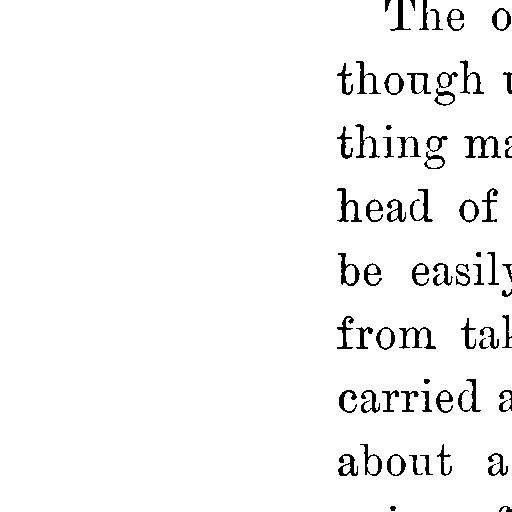 The o
though
thing ma
head of
be easily
from tak
carried a
about a